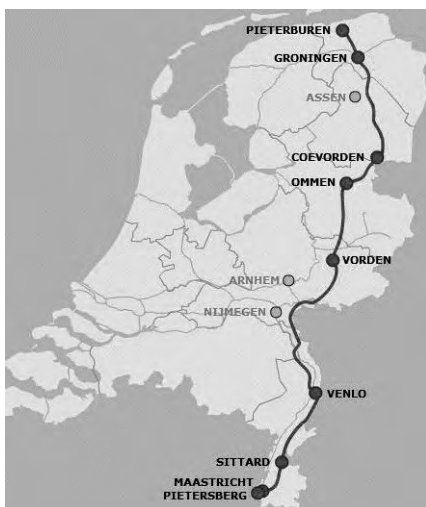 PIETERBUREN
GRONINGEN
ASSEN
COEVORDEN
OMMEN
VORDEN
ARNHEM
NIJMEGEN
VENLO
SITTARD
MAASTRICHT
PIETERSBERG